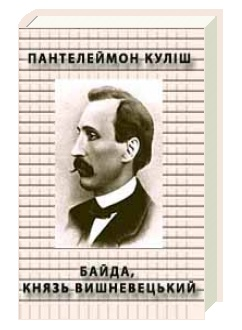 ПАНТЕЛЕЙМОН КУЛІШ
БАЙДА,
КНЯЗЬ ВИШНЕВЕЦЬКИЙ